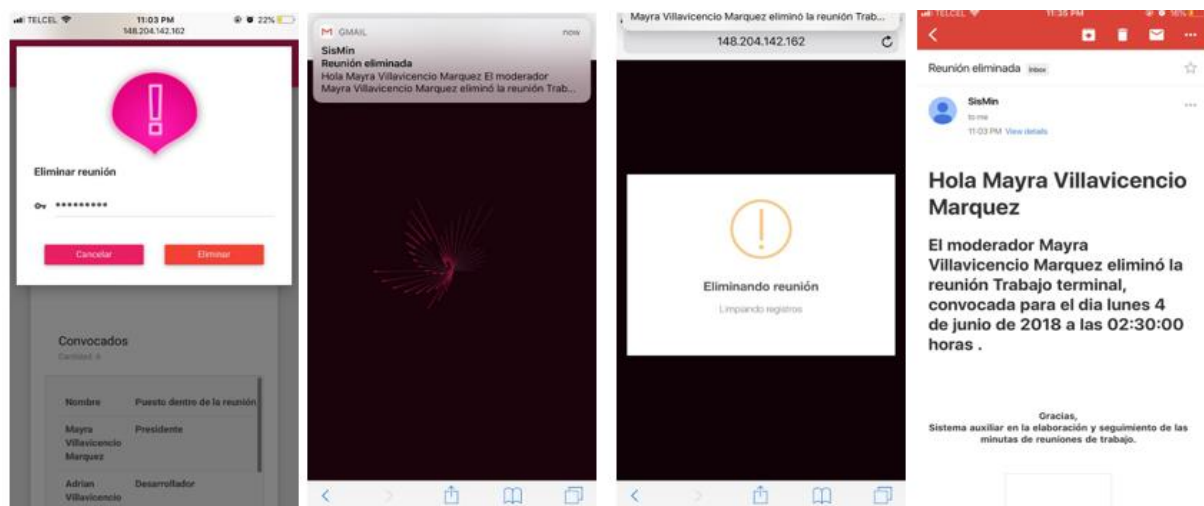 TELCEL 11:03 PM 22%
148.204.142.162
Eliminar reunión
*********
Cancelar Eliminar
Convocados
Nombre Puesto dentro de la reunión
Mayra Villavicencio Marquez Presidente
Adrian Villavicencio Desarrollador
GMAIL now
SisMin
Reunión eliminada
Hola Mayra Villavicencio Marquez El moderador
Mayra Villavicencio Marquez eliminó la reunión Trab...
Mayra Villavicencio Marquez eliminó la reunión Trab...
148.204.142.162
Eliminando reunión
Limpiando registros
TELCEL 11:35 PM
Reunión eliminada Inbox
SisMin
to me
11:03 PM View details
Hola Mayra Villavicencio
Marquez
El moderador Mayra
Villavicencio Marquez eliminó la
reunión Trabajo terminal,
convocada para el dia lunes 4
de junio de 2018 a las 02:30:00
horas .
Gracias,
Sistema auxiliar en la elaboración y seguimiento de las
minutas de reuniones de trabajo.